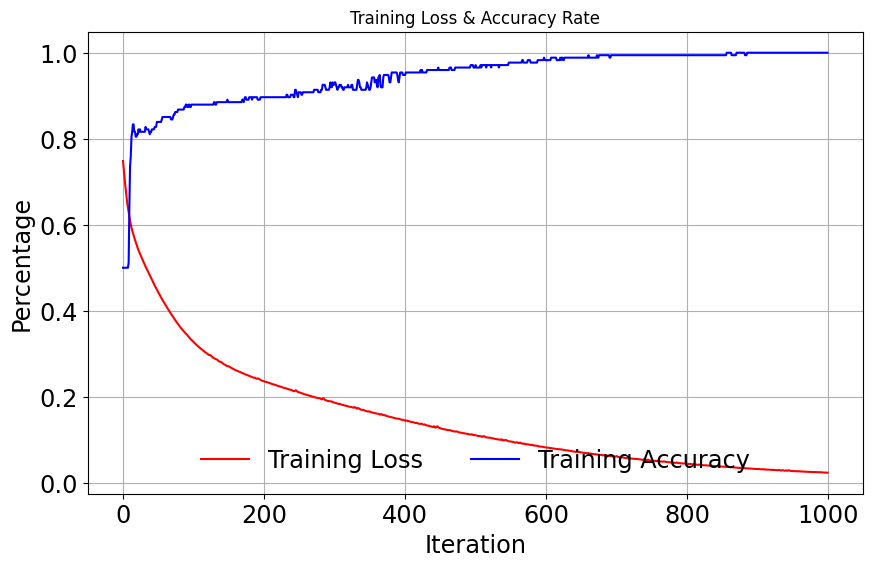 Training Loss & Accuracy Rate
Percentage
1.0
0.8
0.6
0.4
0.2
0.0
Training Loss
Training Accuracy
0 200 400 600 800 1000
Iteration